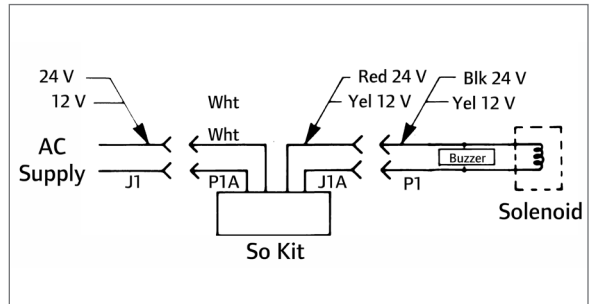 24 V
12 V
Wht
Wht
Red 24 V
Yel 12 V
Blk 24 V
Yel 12 V
AC
Supply
J1
P1A
J1A
P1
Buzzer
Solenoid
So Kit